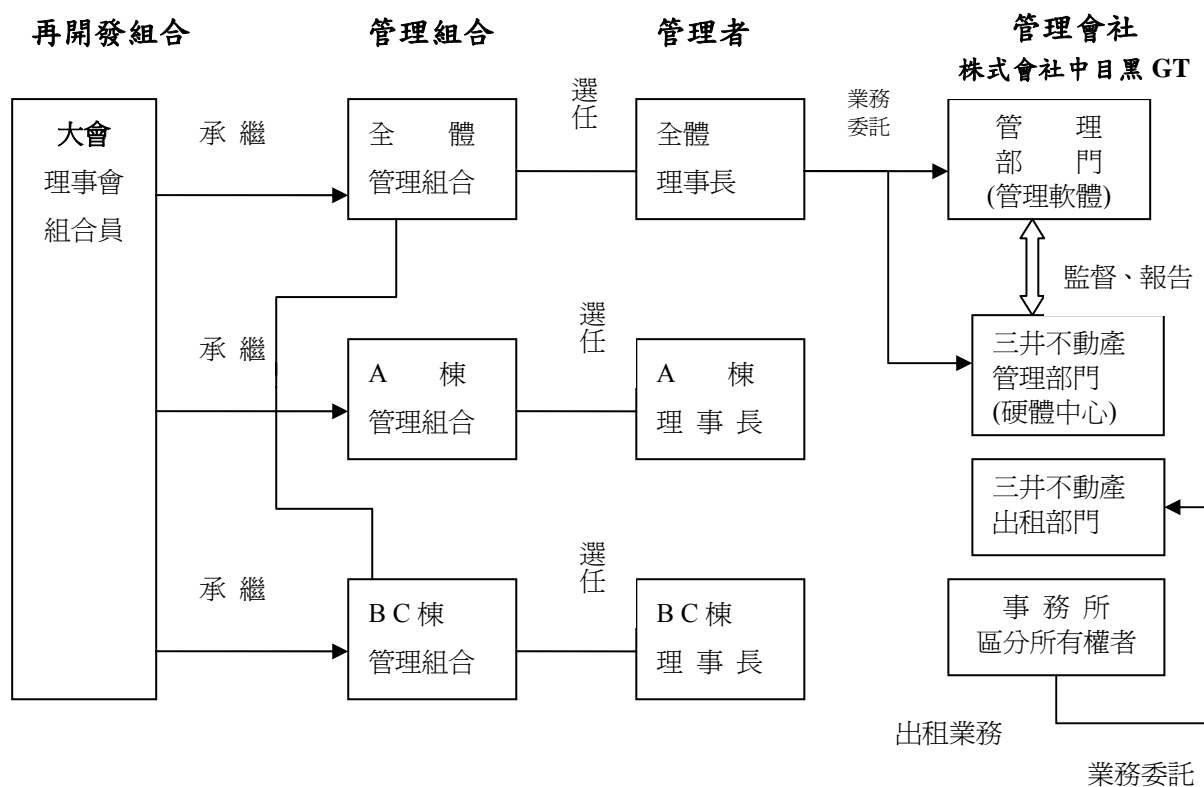 再開發組合
管理組合
管理者
管理會社
株式會社中目黑 GT
大會
理事會
組合員
承 繼
全 體
管理組合
選任
全體
理事長
業務
委託
管 理
部 門
(管理軟體)
監督、報告
承 繼
A 棟
管理組合
選任
A 棟
理 事 長
三井不動產
管理部門
(硬體中心)
三井不動產
出租部門
承 繼
B C 棟
管理組合
選任
B C 棟
理 事 長
事 務 所
區分所有權者
出租業務
業務委託